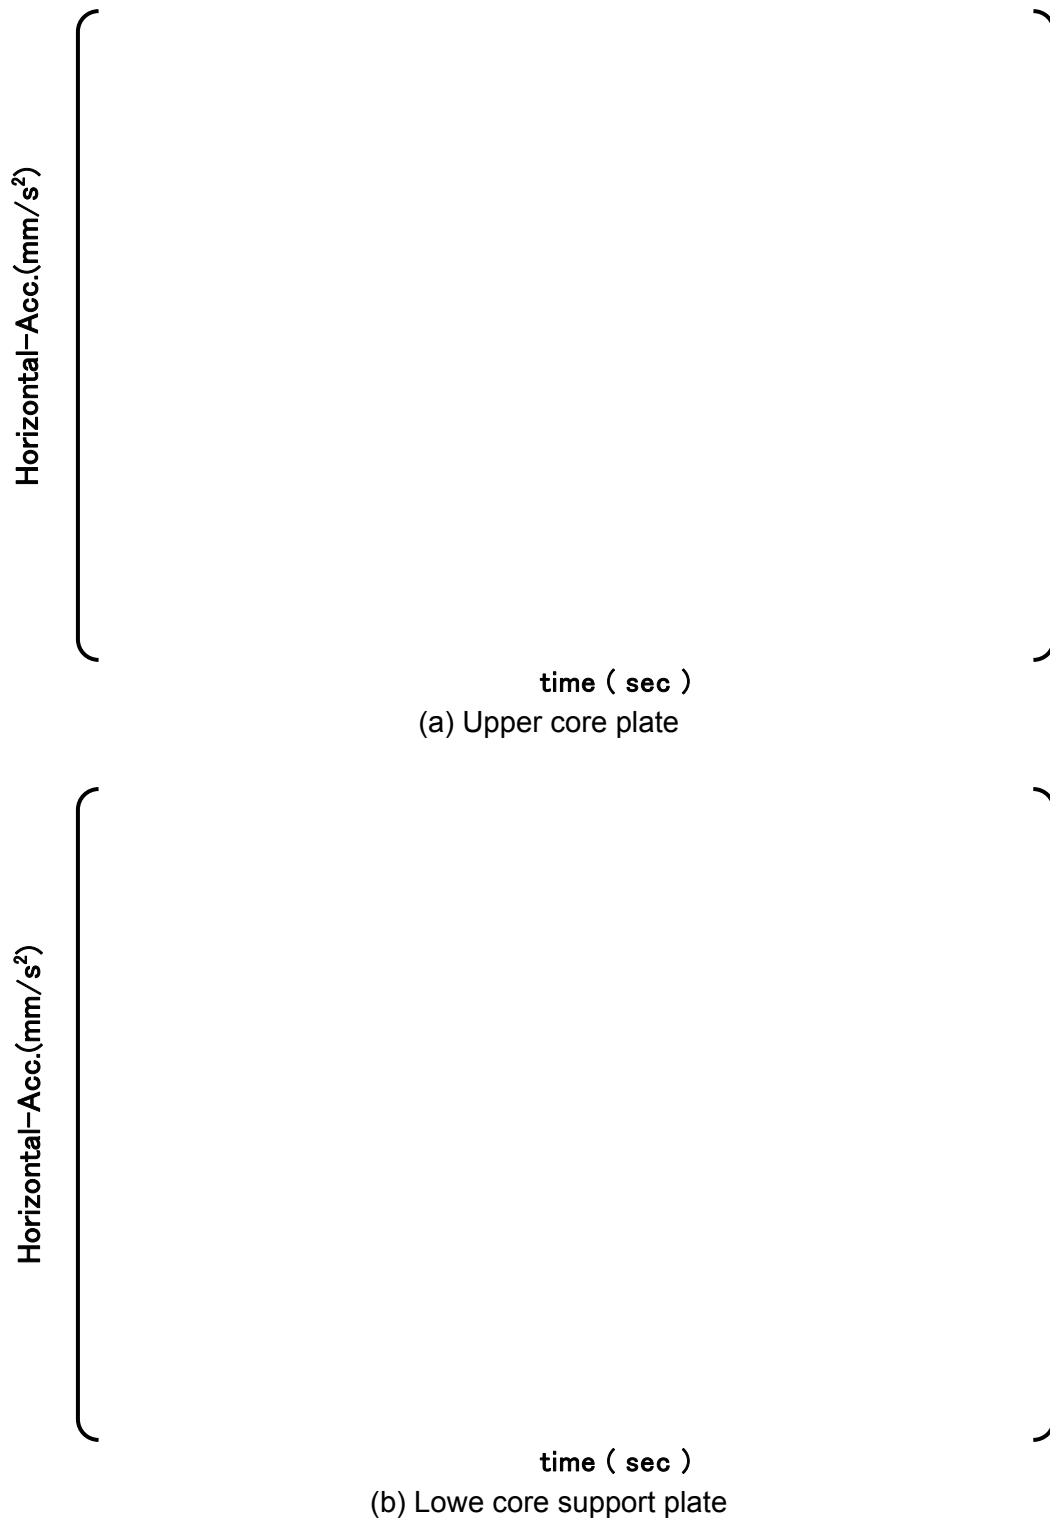 Horizontal-Acc.(mm/s²)
time ( sec )
(a) Upper core plate
Horizontal-Acc.(mm/s²)
time ( sec )
(b) Lowe core support plate